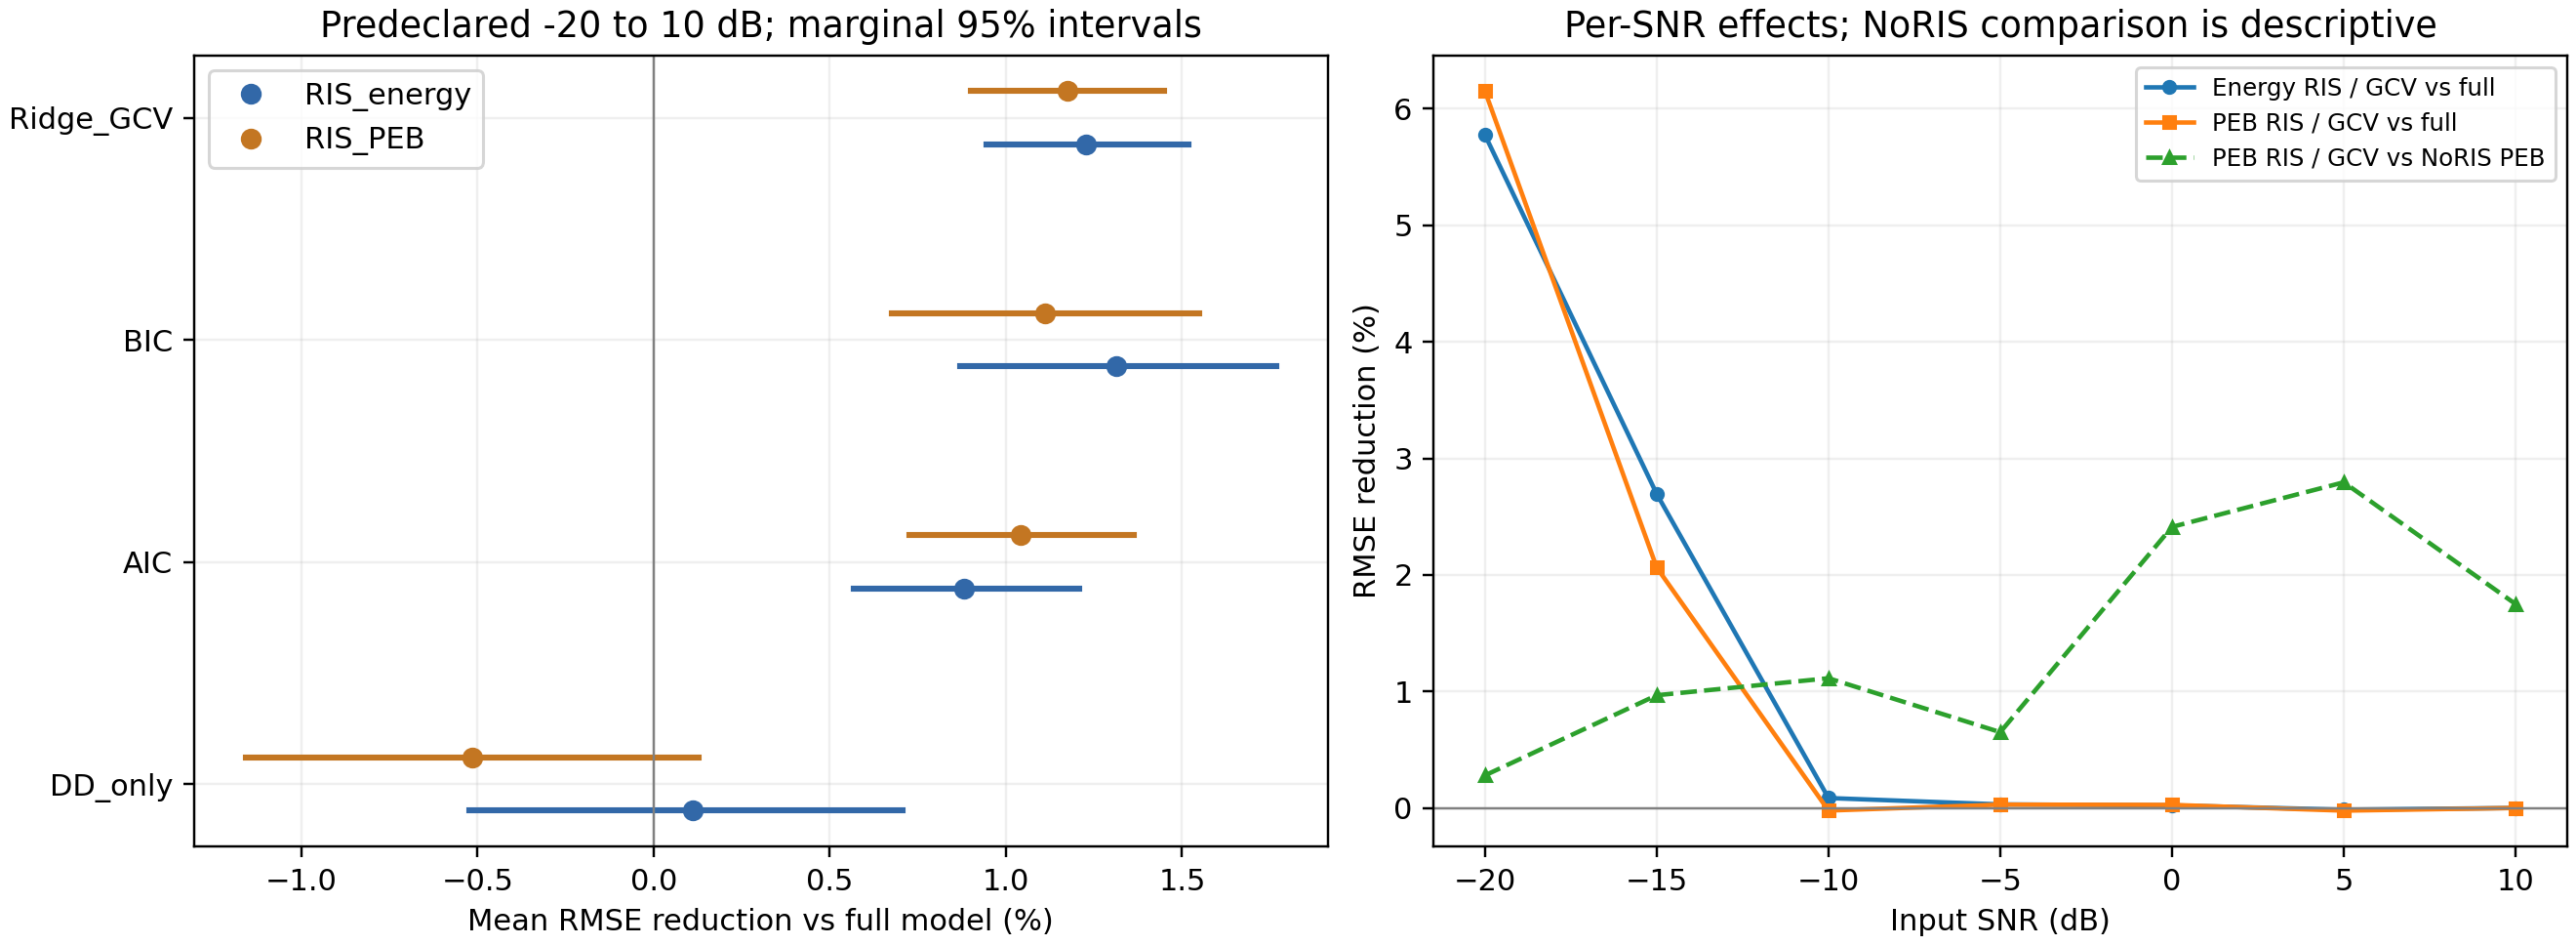 Predeclared -20 to 10 dB; marginal 95% intervals
RIS_energy
RIS_PEB
Ridge_GCV
BIC
AIC
DD_only
−1.0
−0.5
0.0
0.5
1.0
1.5
Mean RMSE reduction vs full model (%)
Per-SNR effects; NoRIS comparison is descriptive
Energy RIS / GCV vs full
PEB RIS / GCV vs full
PEB RIS / GCV vs NoRIS PEB
RMSE reduction (%)
6
5
4
3
2
1
0
−20
−15
−10
−5
0
5
10
Input SNR (dB)